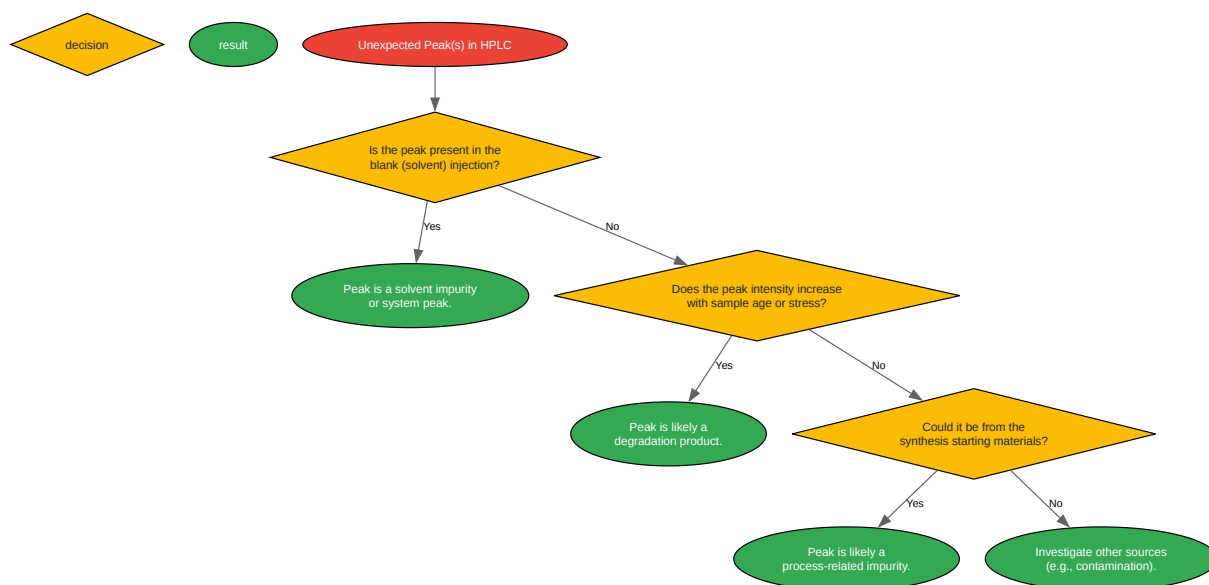 decision
result
Unexpected Peak(s) in HPLC
Is the peak present in the
blank (solvent) injection?
Yes
No
Peak is a solvent impurity
or system peak.
Does the peak intensity increase
with sample age or stress?
Yes
No
Peak is likely a
degradation product.
Could it be from the
synthesis starting materials?
Yes
No
Peak is likely a
process-related impurity.
Investigate other sources
(e.g., contamination).